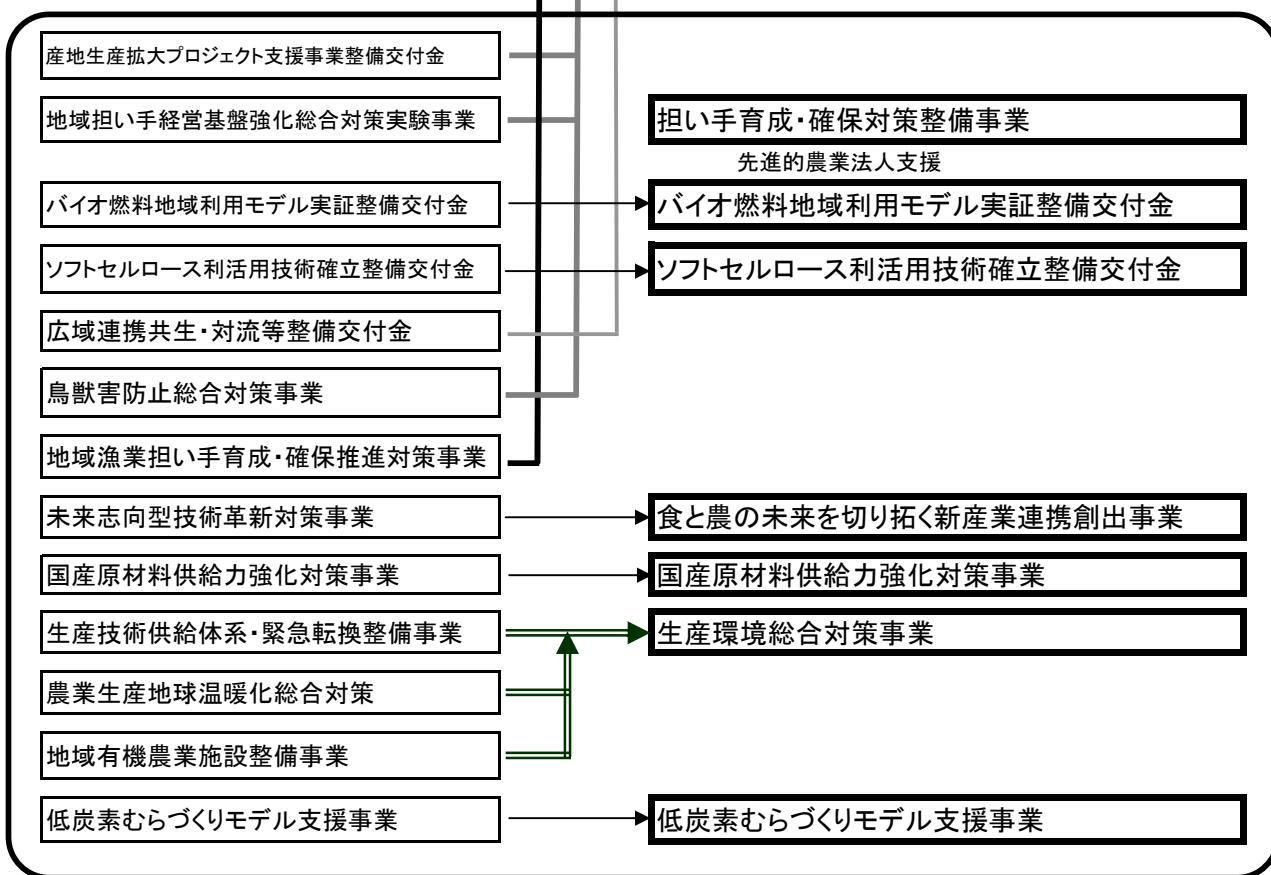 産地生産拡大プロジェクト支援事業整備交付金
地域担い手経営基盤強化総合対策実験事業
担い手育成・確保対策整備事業
先進的農業法人支援
バイオ燃料地域利用モデル実証整備交付金
バイオ燃料地域利用モデル実証整備交付金
ソフトセルロース利活用技術確立整備交付金
ソフトセルロース利活用技術確立整備交付金
広域連携共生・対流等整備交付金
鳥獣害防止総合対策事業
地域漁業担い手育成・確保推進対策事業
未来志向型技術革新対策事業
食と農の未来を切り拓く新産業連携創出事業
国産原材料供給力強化対策事業
国産原材料供給力強化対策事業
生産技術供給体系・緊急転換整備事業
生産環境総合対策事業
農業生産地球温暖化総合対策
地域有機農業施設整備事業
低炭素むらづくりモデル支援事業
低炭素むらづくりモデル支援事業